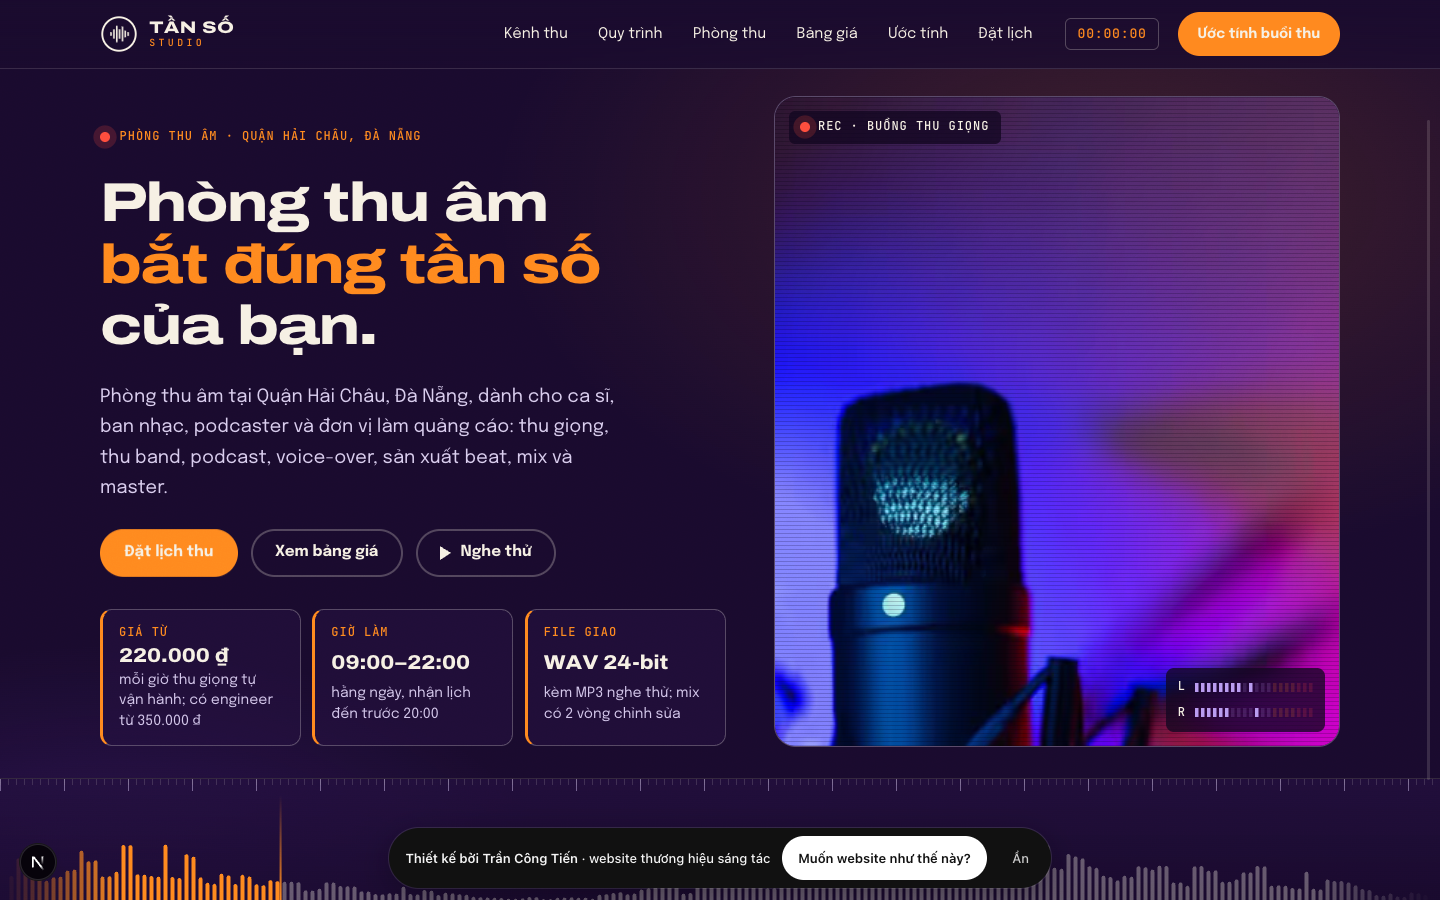 TẦN SỐ
STUDIO
Kênh thu
Quy trình
Phòng thu
Bảng giá
Ước tính
Đặt lịch
00:00:00
Ước tính buổi thu
PHÒNG THU ÂM · QUẬN HẢI CHÂU, ĐÀ NẴNG
Phòng thu âm
bắt đúng tần số
của bạn.
Phòng thu âm tại Quận Hải Châu, Đà Nẵng, dành cho ca sĩ,
ban nhạc, podcaster và đơn vị làm quảng cáo: thu giọng,
thu band, podcast, voice-over, sản xuất beat, mix và
master.
Đặt lịch thu
Xem bảng giá
Nghe thử
GIÁ TỪ
220.000 ₫
mỗi giờ thu giọng tự
vận hành; có engineer
từ 350.000 ₫
GIỜ LÀM
09:00–22:00
hằng ngày, nhận lịch
đến trước 20:00
FILE GIAO
WAV 24-bit
kèm MP3 nghe thử; mix
có 2 vòng chỉnh sửa
REC · BUỒNG THU GIỌNG
L
R
N
Thiết kế bởi Trần Công Tiến · website thương hiệu sáng tác
Muốn website như thế này?
Ẩn